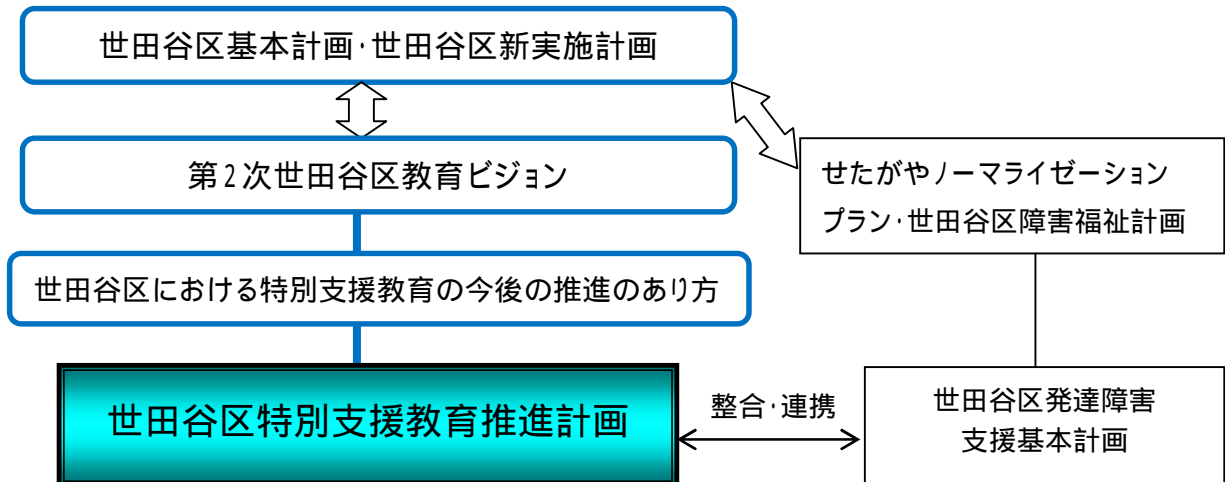 世田谷区基本計画・世田谷区新実施計画
第2次世田谷区教育ビジョン
せたがやノーマライゼーション
プラン・世田谷区障害福祉計画
世田谷区における特別支援教育の今後の推進のあり方
世田谷区特別支援教育推進計画
整合・連携
世田谷区発達障害
支援基本計画